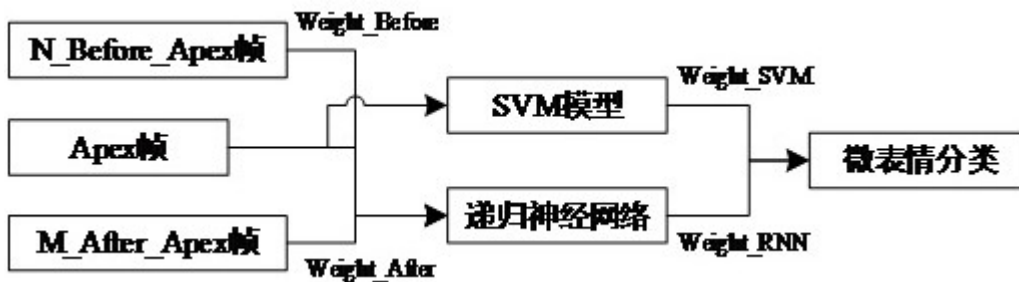 Weight_Before
N_Before_Apex帧
Weight_SVM
SVM模型
Apex帧
微表情分类
递归神经网络
M_After_Apex帧
Weight_RNN
Weight_After